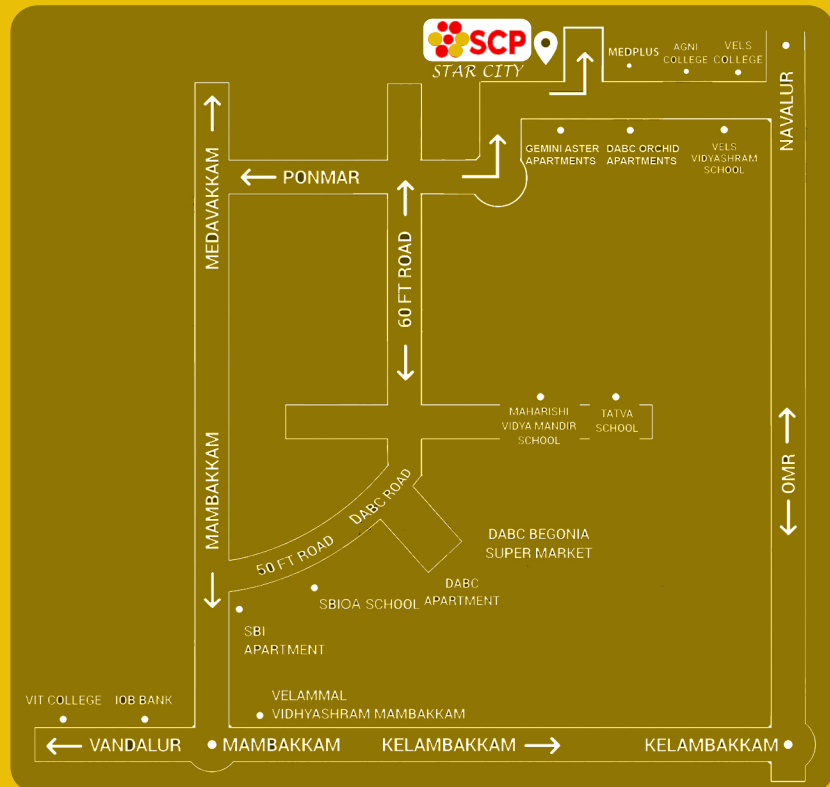 SCP
STAR CITY
MEDPLUS
AGNI
COLLEGE
VELS
COLLEGE
NAVALUR
GEMINI ASTER
APARTMENTS
DABC ORCHID
APARTMENTS
VELS
VIDYASHRAM
SCHOOL
MEDAVAKKAM
PONMAR
60 FT ROAD
MAHARISHI
VIDYA MANDIR
SCHOOL
TATVA
SCHOOL
OMR
MAMBAKKAM
50 FT ROAD
DABC ROAD
DABC BEGONIA
SUPER MARKET
DABC
APARTMENT
SBIOA SCHOOL
SBI
APARTMENT
VIT COLLEGE
IOB BANK
VELAMMAL
VIDHYASHRAM MAMBAKKAM
VANDALUR
MAMBAKKAM
KELAMBAKKAM
KELAMBAKKAM